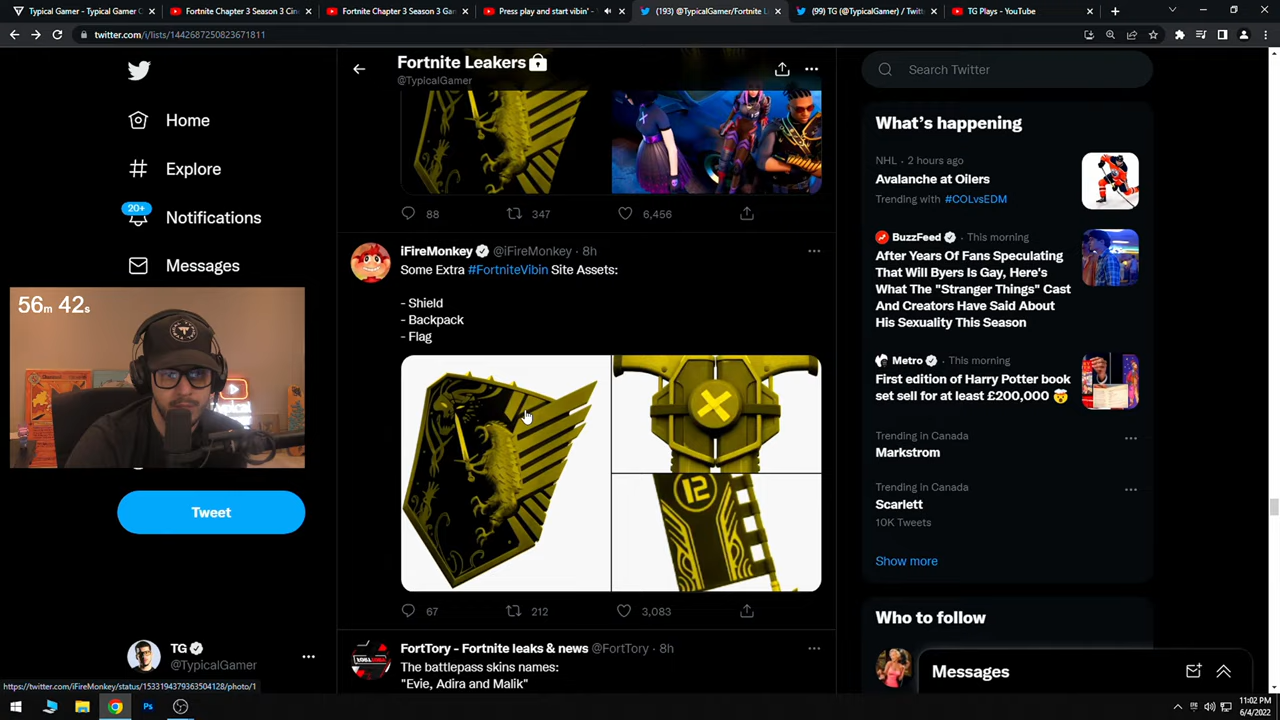 Typical Gamer - Typical Gamer C
Fortnite Chapter 3 Season 3 Cin
Fortnite Chapter 3 Season 3 Ga
Press play and start vibin' - S
(193) @TypicalGamer/Fortnite L
(99) TG (@TypicalGamer) / Twitt
TG Plays - YouTube
twitter.com/i/lists/1442687250823671811
Home
Explore
20+
Notifications
Messages
56m 42s
Tweet
TG
@TypicalGamer
https://twitter.com/iFireMonkey/status/1533194379363504128/photo/1
Fortnite Leakers
@TypicalGamer
88
347
6,456
iFireMonkey @iFireMonkey · 8h
Some Extra #FortniteVibin Site Assets:
- Shield
- Backpack
- Flag
12
67
212
3,083
FortTory - Fortnite leaks & news @FortTory · 8h
The battlepass skins names:
"Evie, Adira and Malik"
Search Twitter
What's happening
NHL · 2 hours ago
Avalanche at Oilers
Trending with #COLvsEDM
BuzzFeed · This morning
After Years Of Fans Speculating
That Will Byers Is Gay, Here's
What The "Stranger Things" Cast
And Creators Have Said About
His Sexuality This Season
Metro · This morning
First edition of Harry Potter book
set sell for at least £200,000 🤯
Trending in Canada
Markstrom
Trending in Canada
Scarlett
10K Tweets
Show more
Who to follow
Messages
11:02 PM
6/4/2022